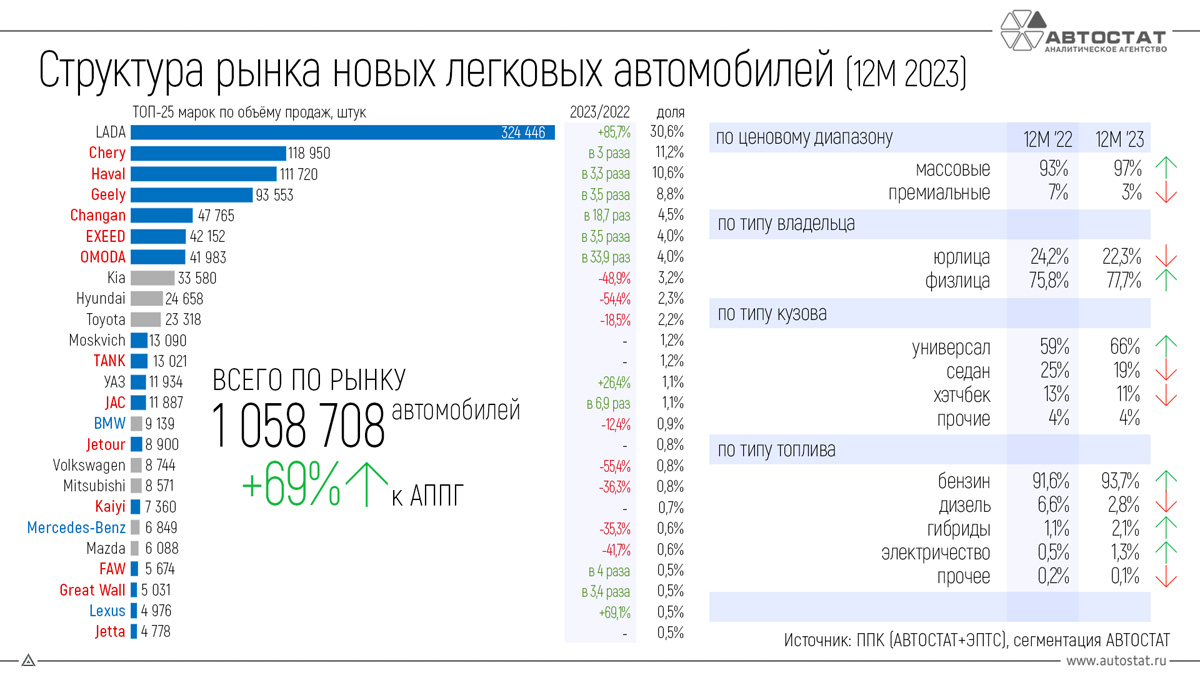 АВТОСТАТ
АНАЛИТИЧЕСКОЕ АГЕНТСТВО
Структура рынка новых легковых автомобилей (12М 2023)
ТОП-25 марок по объёму продаж, штук 2023/2022 доля
LADA 324 446 +85,7% 30,6%
Chery 118 950 в 3 раза 11,2%
Haval 111 720 в 3,3 раза 10,6%
Geely 93 553 в 3,5 раза 8,8%
Changan 47 765 в 18,7 раз 4,5%
EXEED 42 152 в 3,5 раза 4,0%
OMODA 41 983 в 33,9 раз 4,0%
Kia 33 580 -48,9% 3,2%
Hyundai 24 658 -54,4% 2,3%
Toyota 23 318 -18,5% 2,2%
Moskvich 13 090 - 1,2%
TANK 13 021 - 1,2%
УАЗ 11 934 +26,4% 1,1%
JAC 11 887 в 6,9 раз 1,1%
BMW 9 139 -12,4% 0,9%
Jetour 8 900 - 0,8%
Volkswagen 8 744 -55,4% 0,8%
Mitsubishi 8 571 -36,3% 0,8%
Kaiyi 7 360 - 0,7%
Mercedes-Benz 6 849 -35,3% 0,6%
Mazda 6 088 -41,7% 0,6%
FAW 5 674 в 4 раза 0,5%
Great Wall 5 031 в 3,4 раза 0,5%
Lexus 4 976 +69,1% 0,5%
Jetta 4 778 - 0,5%
ВСЕГО ПО РЫНКУ
1 058 708 автомобилей
+69% к АППГ
по ценовому диапазону 12М '22 12М '23
массовые 93% 97%
премиальные 7% 3%
по типу владельца
юрлица 24,2% 22,3%
физлица 75,8% 77,7%
по типу кузова
универсал 59% 66%
седан 25% 19%
хэтчбек 13% 11%
прочие 4% 4%
по типу топлива
бензин 91,6% 93,7%
дизель 6,6% 2,8%
гибриды 1,1% 2,1%
электричество 0,5% 1,3%
прочее 0,2% 0,1%
Источник: ППК (АВТОСТАТ+ЭПТС), сегментация АВТОСТАТ
www.autostat.ru